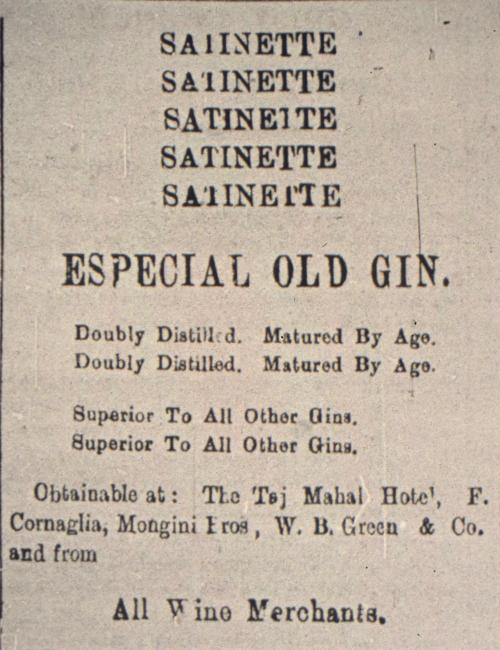 SATINETTE
SATINETTE
SATINETTE
SATINETTE
SATINETTE
ESPECIAL OLD GIN.
Doubly Distilled. Matured By Age.
Doubly Distilled. Matured By Age.
Superior To All Other Gins.
Superior To All Other Gins.
Obtainable at: The Taj Mahal Hotel, F.
Cornaglia, Mongini Bros, W. B. Green & Co.
and from
All Wine Merchants.